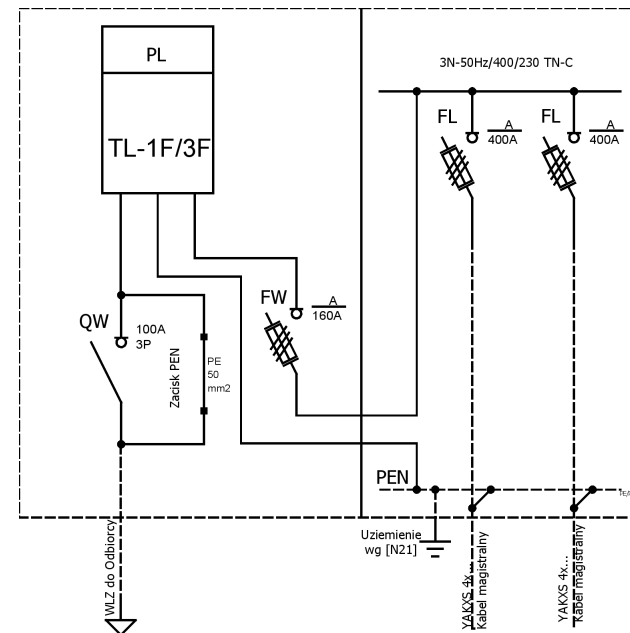 PL
TL-1F/3F
3N-50Hz/400/230 TN-C
FL
A
400A
FL
A
400A
FW
A
160A
QW
100A
3P
Zacisk PEN
PE
50
mm2
PEN
Uziemienie
wg [N21]
WLZ do Odbiorcy
YAKXS 4x...
Kabel magistralny
YAKXS 4x...
Kabel magistralny